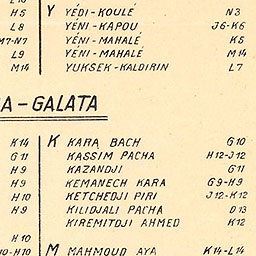 H5
L8
M7-N7
L9
M14
Y YÉDI-KOULÉ N3
YÉNI-KAPOU J6-K6
YÉNI-MAHALÉ K5
YÉNI-MAHALÉ M14
YUKSEK-KALDIRIN L7
A-GALATA
K14
G11
H9
H9
H10
H9
H10
K KARA BACH G10
KASSIM PACHA H12-J12
KAZANDJI G11
KEMANECH KARA G9-H9
KETCHEDJI PIRI J12-K12
KILIDJALI PACHA D13
KIREMITDJI AHMED K12
M MAHMOUD AYA K14-L14